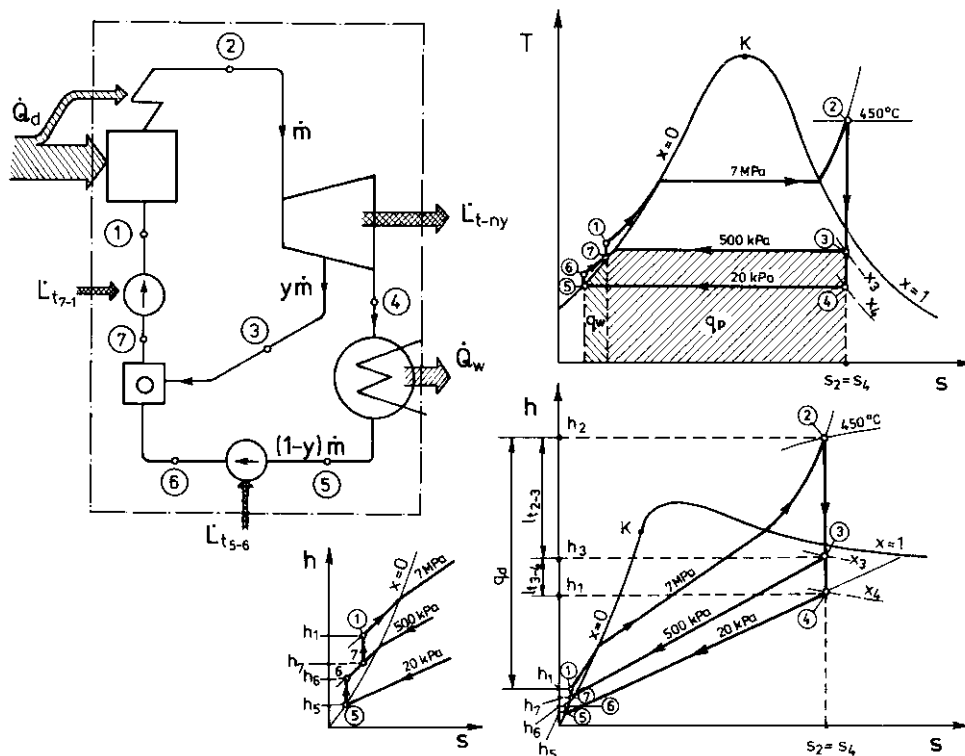 Q̇d
②
ṁ
①
L̇t-ny
L̇t7-1
yṁ
③
④
⑦
Q̇w
(1-y)ṁ
⑥
⑤
L̇t5-6
T
K
②
450°C
x=0
7 MPa
①
⑦
500 kPa
③
⑥
⑤
20 kPa
x3
④
x4
x=1
qw
qp
s2=s4
s
h
h2
②
450°C
lt2-3
K
qd
h3
③
x=1
x3
lt3-4
7 MPa
h1
x4
x=0
500 kPa
④
20 kPa
h1
①
h7
⑦
⑥
h6
⑤
h5
s2=s4
s
h
x=0
7 MPa
①
500 kPa
h1
h7
7
20 kPa
h6
6
h5
⑤
s